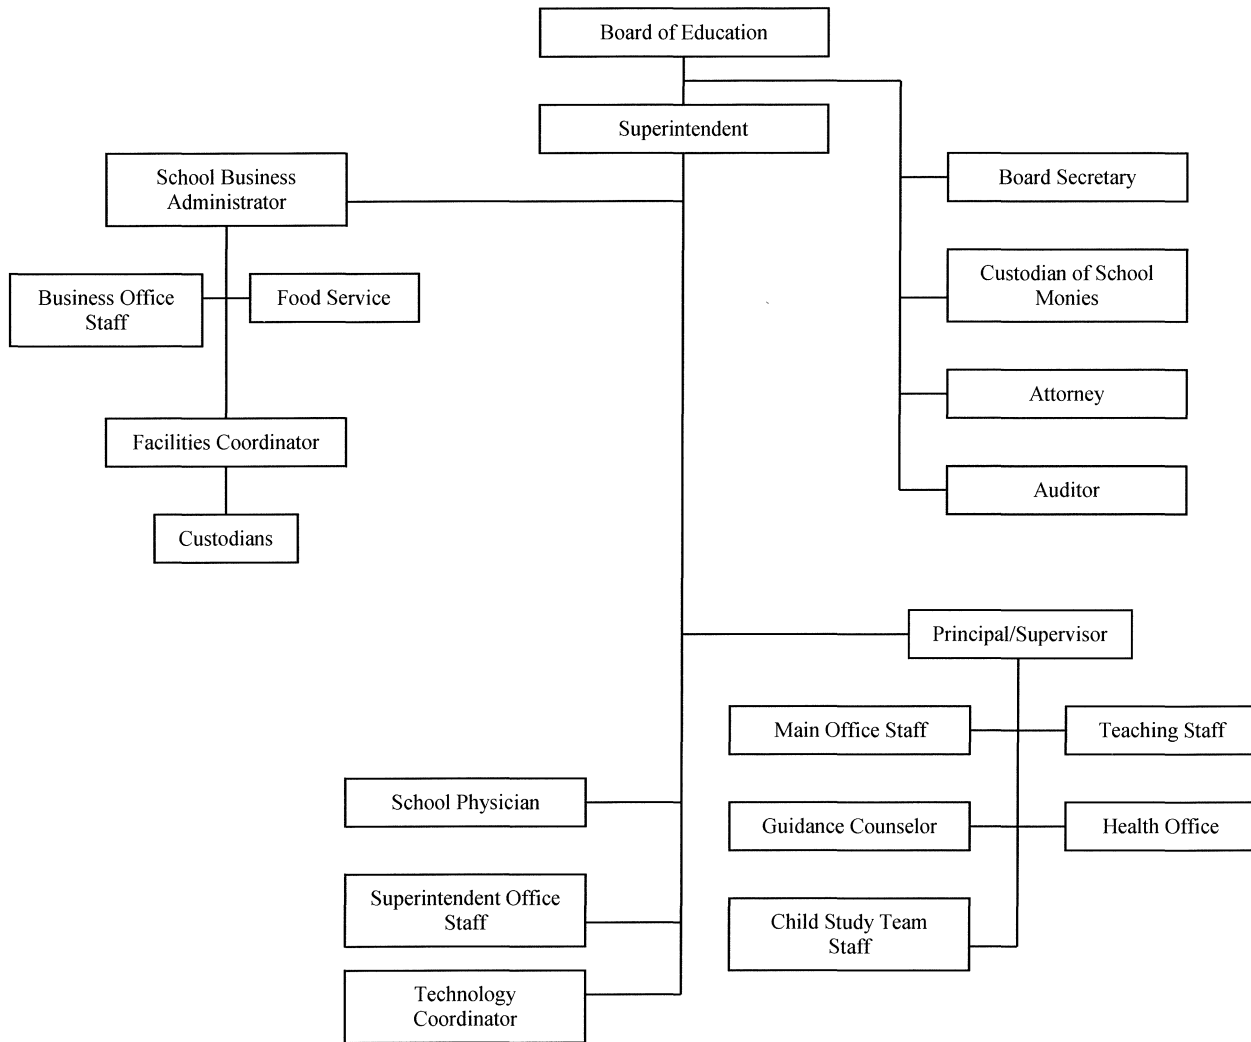 Board of Education
Superintendent
School Business
Administrator
Board Secretary
Business Office
Staff
Food Service
Custodian of School
Monies
Attorney
Facilities Coordinator
Auditor
Custodians
Principal/Supervisor
Main Office Staff
Teaching Staff
School Physician
Guidance Counselor
Health Office
Superintendent Office
Staff
Child Study Team
Staff
Technology
Coordinator